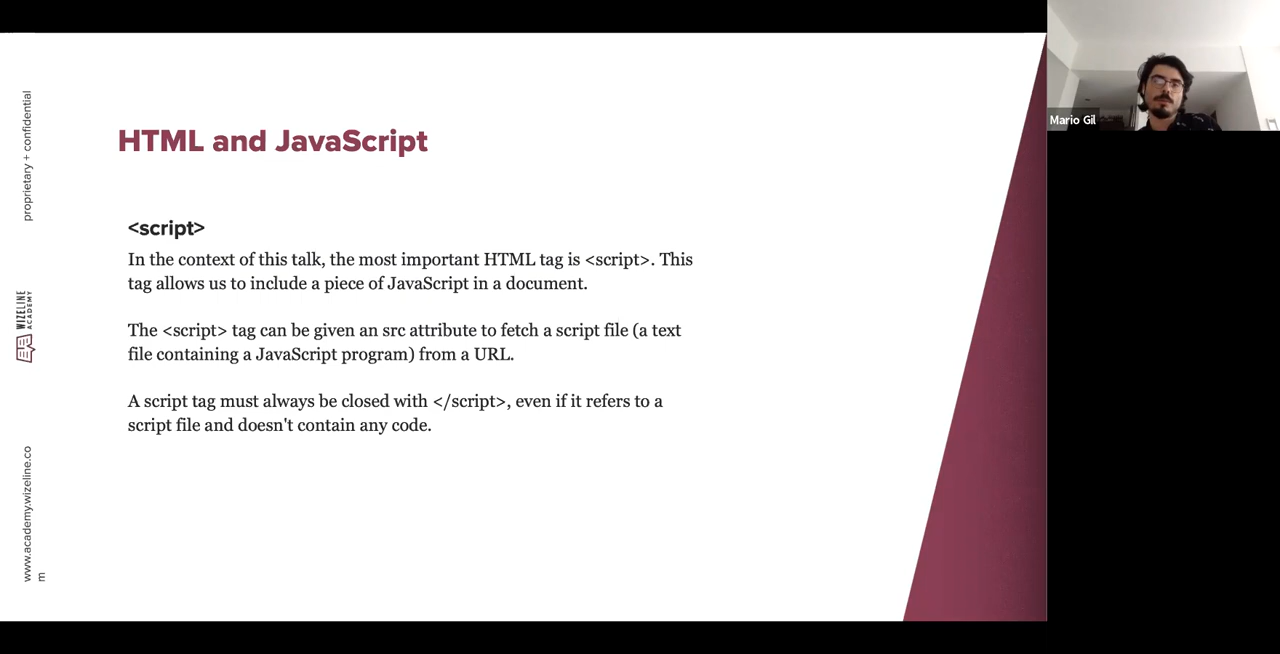 HTML and JavaScript
<script>
In the context of this talk, the most important HTML tag is <script>. This
tag allows us to include a piece of JavaScript in a document.
The <script> tag can be given an src attribute to fetch a script file (a text
file containing a JavaScript program) from a URL.
A script tag must always be closed with </script>, even if it refers to a
script file and doesn't contain any code.
proprietary + confidential
WIZELINE
ACADEMY
www.academy.wizeline.co
m
Mario Gil